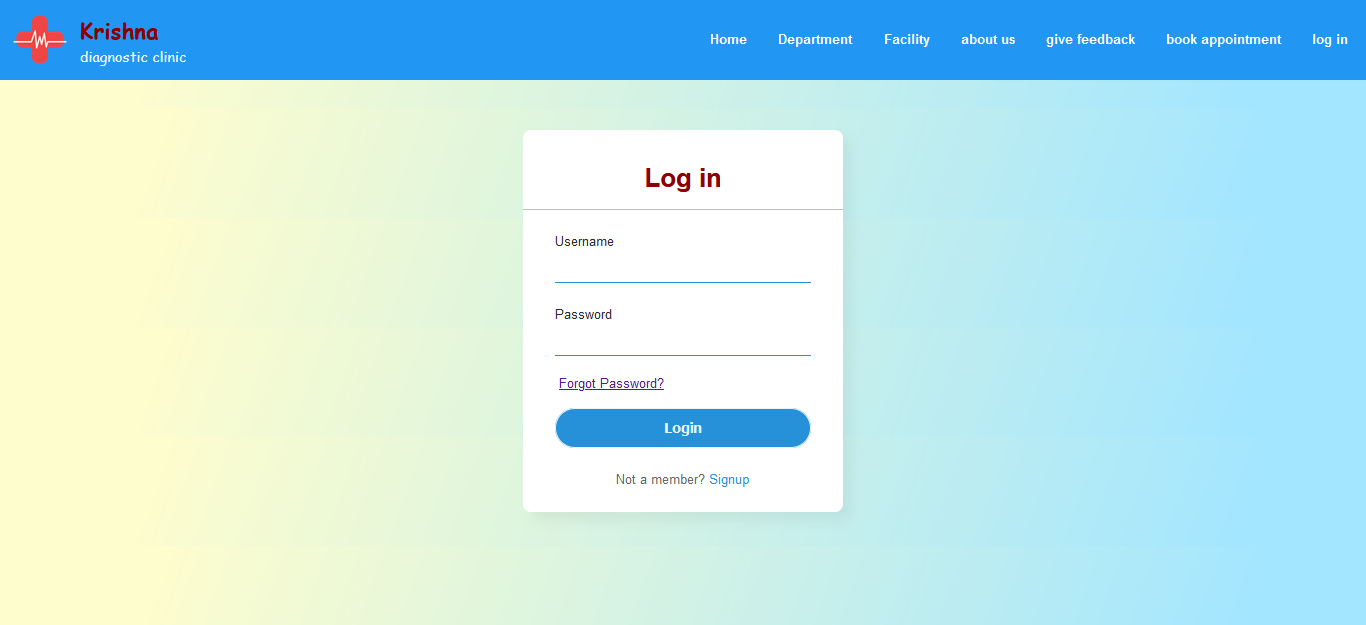 Krishna
diagnostic clinic
Home Department Facility about us give feedback book appointment log in
Log in
Username
Password
Forgot Password?
Login
Not a member? Signup